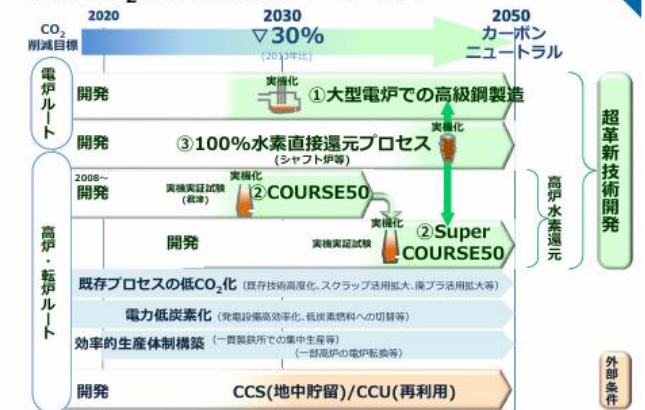 2020
2030
2050
CO2
削減目標
▽30%
(2013年比)
カーボン
ニュートラル
電炉ルート
開発
実機化
①大型電炉での高級鋼製造
開発
③100%水素直接還元プロセス
(シャフト炉等)
実機化
超革新技術開発
高炉・転炉ルート
2008~
開発
実機実証試験
(君津)
実機化
②COURSE50
開発
実機実証試験
実機化
②Super
COURSE50
高炉水素還元
既存プロセスの低CO2化 (既存技術高度化、スクラップ活用拡大、廃プラ活用拡大等)
電力低炭素化 (発電設備高効率化、低炭素燃料への切替等)
効率的生産体制構築 (一貫製鉄所での集中生産等)
(一部高炉の電炉転換等)
開発
CCS(地中貯留)/CCU(再利用)
外部条件